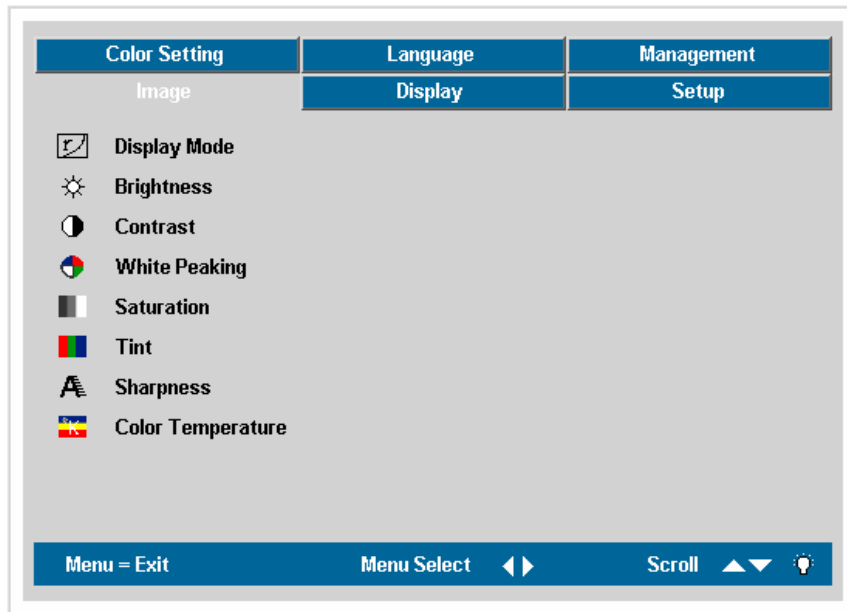 Color Setting Language Management
Image Display Setup
Display Mode
Brightness
Contrast
White Peaking
Saturation
Tint
Sharpness
Color Temperature
Menu = Exit Menu Select Scroll